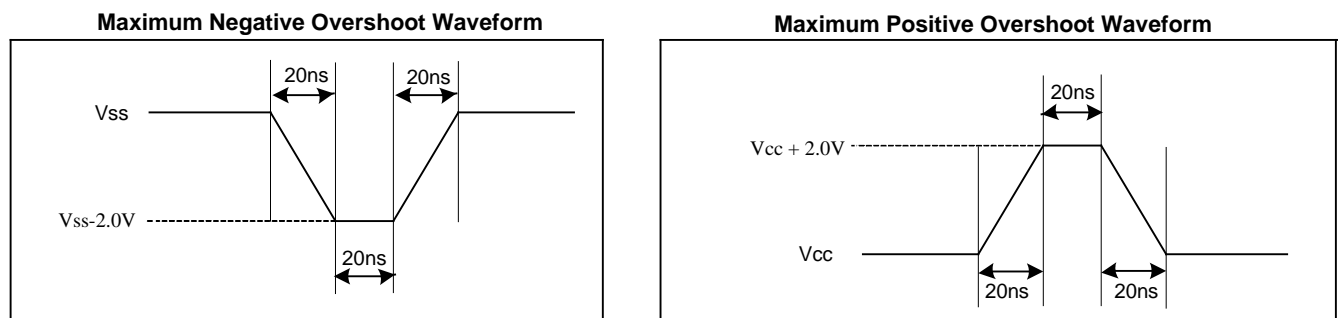 Maximum Negative Overshoot Waveform
20ns
20ns
Vss
Vss-2.0V
20ns
Maximum Positive Overshoot Waveform
20ns
Vcc + 2.0V
Vcc
20ns
20ns